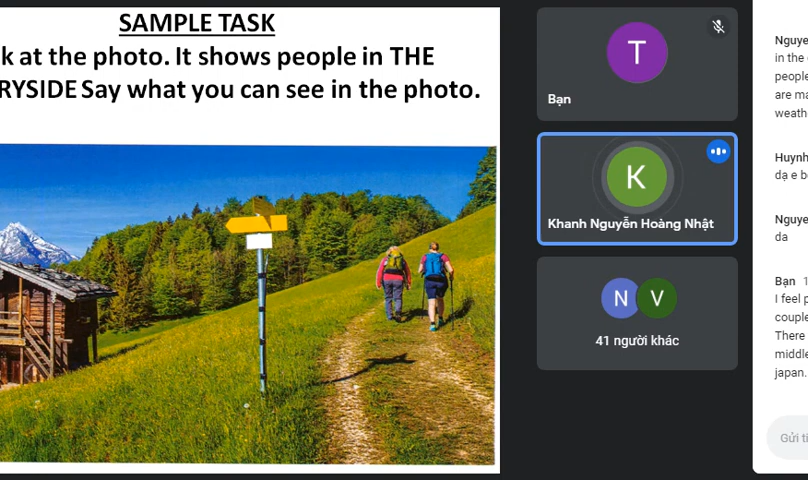 SAMPLE TASK
k at the photo. It shows people in THE
RYSIDE Say what you can see in the photo.
T
Bạn
K
Khanh Nguyễn Hoàng Nhật
N V
41 người khác
Nguye
in the
people
are ma
weath
Huynh
dạ e b
Nguye
da
Bạn 1
I feel p
couple
There
middle
japan.
Gửi ti